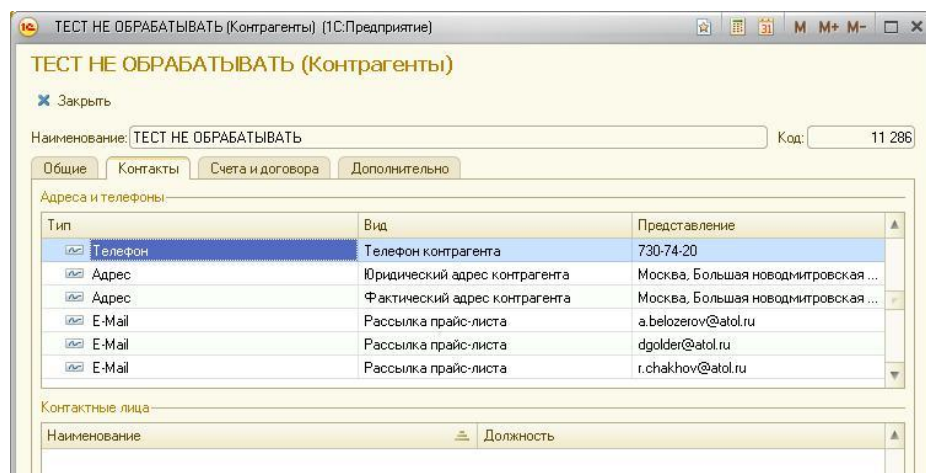 1С ТЕСТ НЕ ОБРАБАТЫВАТЬ (Контрагенты) (1С:Предприятие) 31 M M+ M-
ТЕСТ НЕ ОБРАБАТЫВАТЬ (Контрагенты)
Закрыть
Наименование: ТЕСТ НЕ ОБРАБАТЫВАТЬ Код: 11 286
Общие Контакты Счета и договора Дополнительно
Адреса и телефоны
Тип Вид Представление
Телефон Телефон контрагента 730-74-20
Адрес Юридический адрес контрагента Москва, Большая новодмитровская ...
Адрес Фактический адрес контрагента Москва, Большая новодмитровская ...
E-Mail Рассылка прайс-листа a.belozerov@atol.ru
E-Mail Рассылка прайс-листа dgolder@atol.ru
E-Mail Рассылка прайс-листа r.chakhov@atol.ru
Контактные лица
Наименование Должность